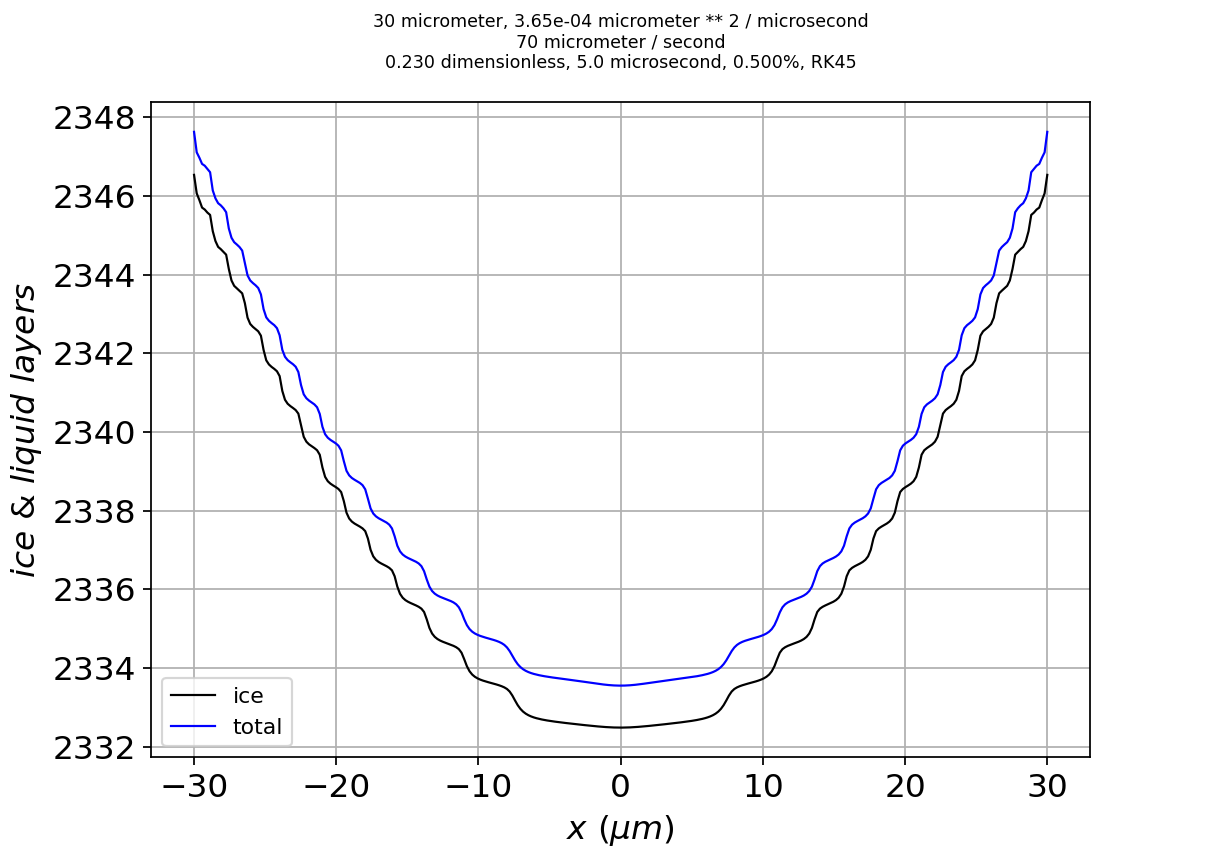 30 micrometer, 3.65e-04 micrometer ** 2 / microsecond
70 micrometer / second
0.230 dimensionless, 5.0 microsecond, 0.500%, RK45
2348
2346
2344
2342
2340
2338
2336
2334
2332
ice & liquid layers
ice
total
−30
−20
−10
0
10
20
30
x (μm)